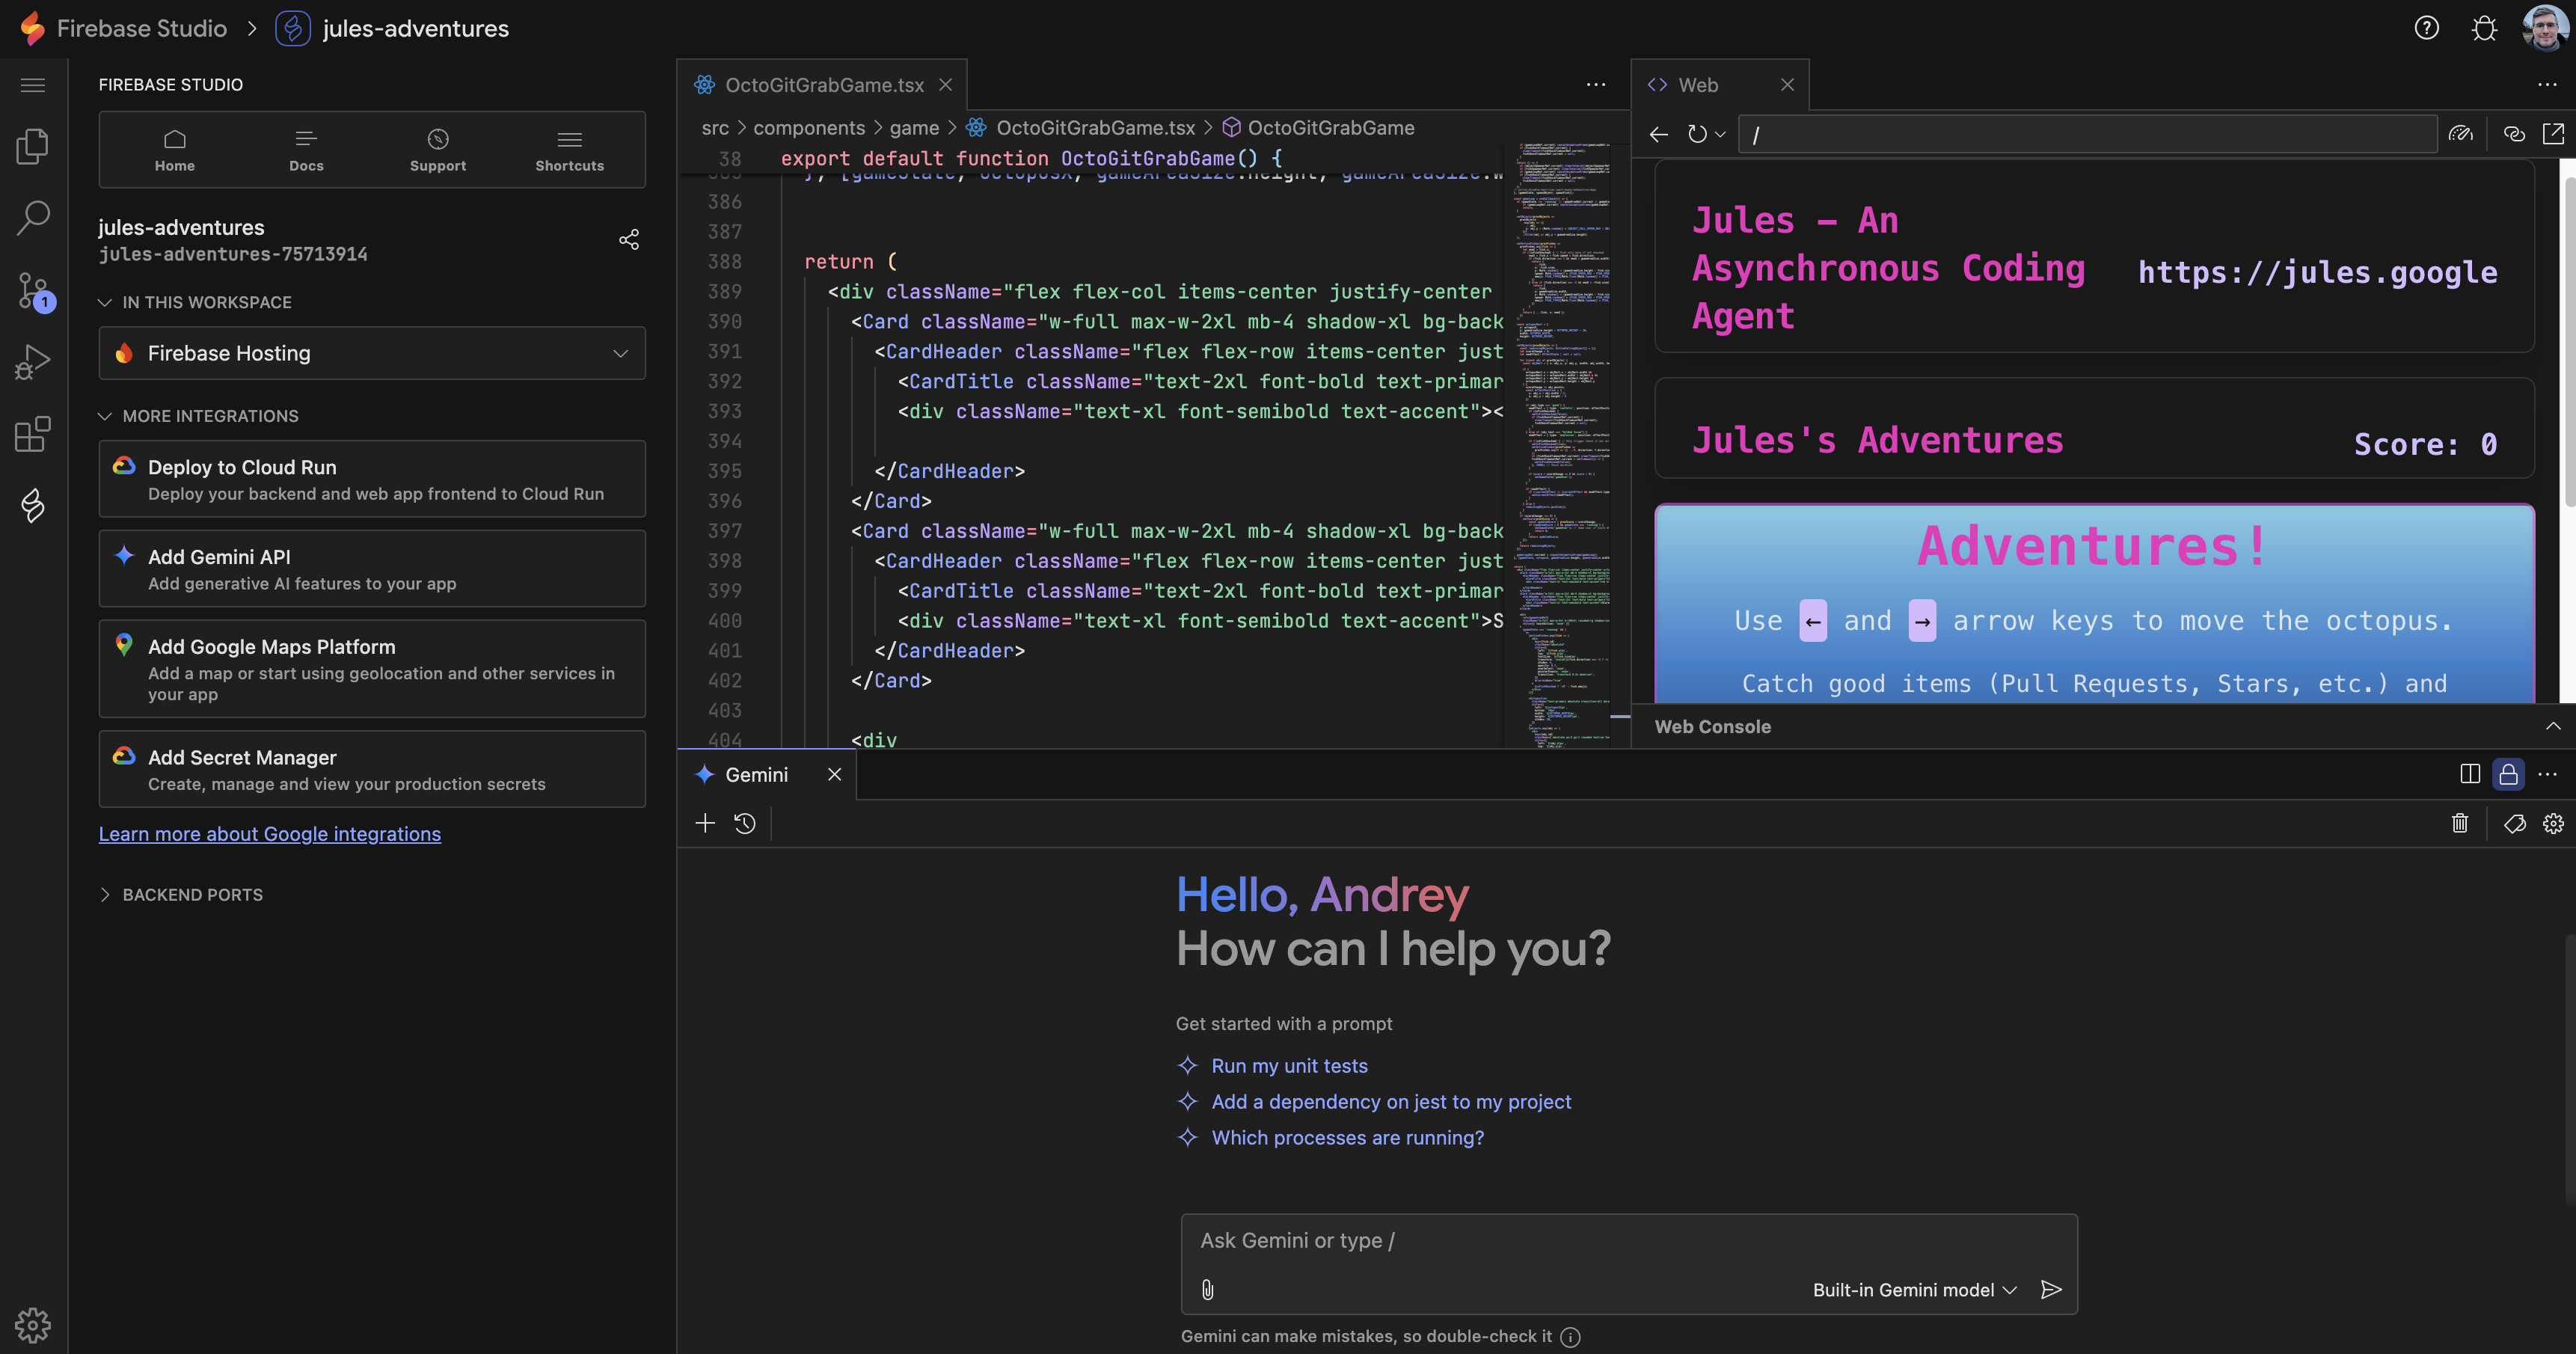 Firebase Studio > jules-adventures
FIREBASE STUDIO
Home
Docs
Support
Shortcuts
jules-adventures
jules-adventures-75713914
1
IN THIS WORKSPACE
Firebase Hosting
MORE INTEGRATIONS
Deploy to Cloud Run
Deploy your backend and web app frontend to Cloud Run
Add Gemini API
Add generative AI features to your app
Add Google Maps Platform
Add a map or start using geolocation and other services in
your app
Add Secret Manager
Create, manage and view your production secrets
Learn more about Google integrations
BACKEND PORTS
OctoGitGrabGame.tsx
src > components > game > OctoGitGrabGame.tsx > OctoGitGrabGame
38 export default function OctoGitGrabGame() {
386
387
388 return (
389 <div className="flex flex-col items-center justify-center
390 <Card className="w-full max-w-2xl mb-4 shadow-xl bg-back
391 <CardHeader className="flex flex-row items-center just
392 <CardTitle className="text-2xl font-bold text-primar
393 <div className="text-xl font-semibold text-accent"><
394
395 </CardHeader>
396 </Card>
397 <Card className="w-full max-w-2xl mb-4 shadow-xl bg-back
398 <CardHeader className="flex flex-row items-center just
399 <CardTitle className="text-2xl font-bold text-primar
400 <div className="text-xl font-semibold text-accent">S
401 </CardHeader>
402 </Card>
403
404 <div
Web
/
Jules – An
Asynchronous Coding
Agent
https://jules.google
Jules's Adventures
Score: 0
Adventures!
Use ← and → arrow keys to move the octopus.
Catch good items (Pull Requests, Stars, etc.) and
Web Console
Gemini
Hello, Andrey
How can I help you?
Get started with a prompt
Run my unit tests
Add a dependency on jest to my project
Which processes are running?
Ask Gemini or type /
Built-in Gemini model
Gemini can make mistakes, so double-check it